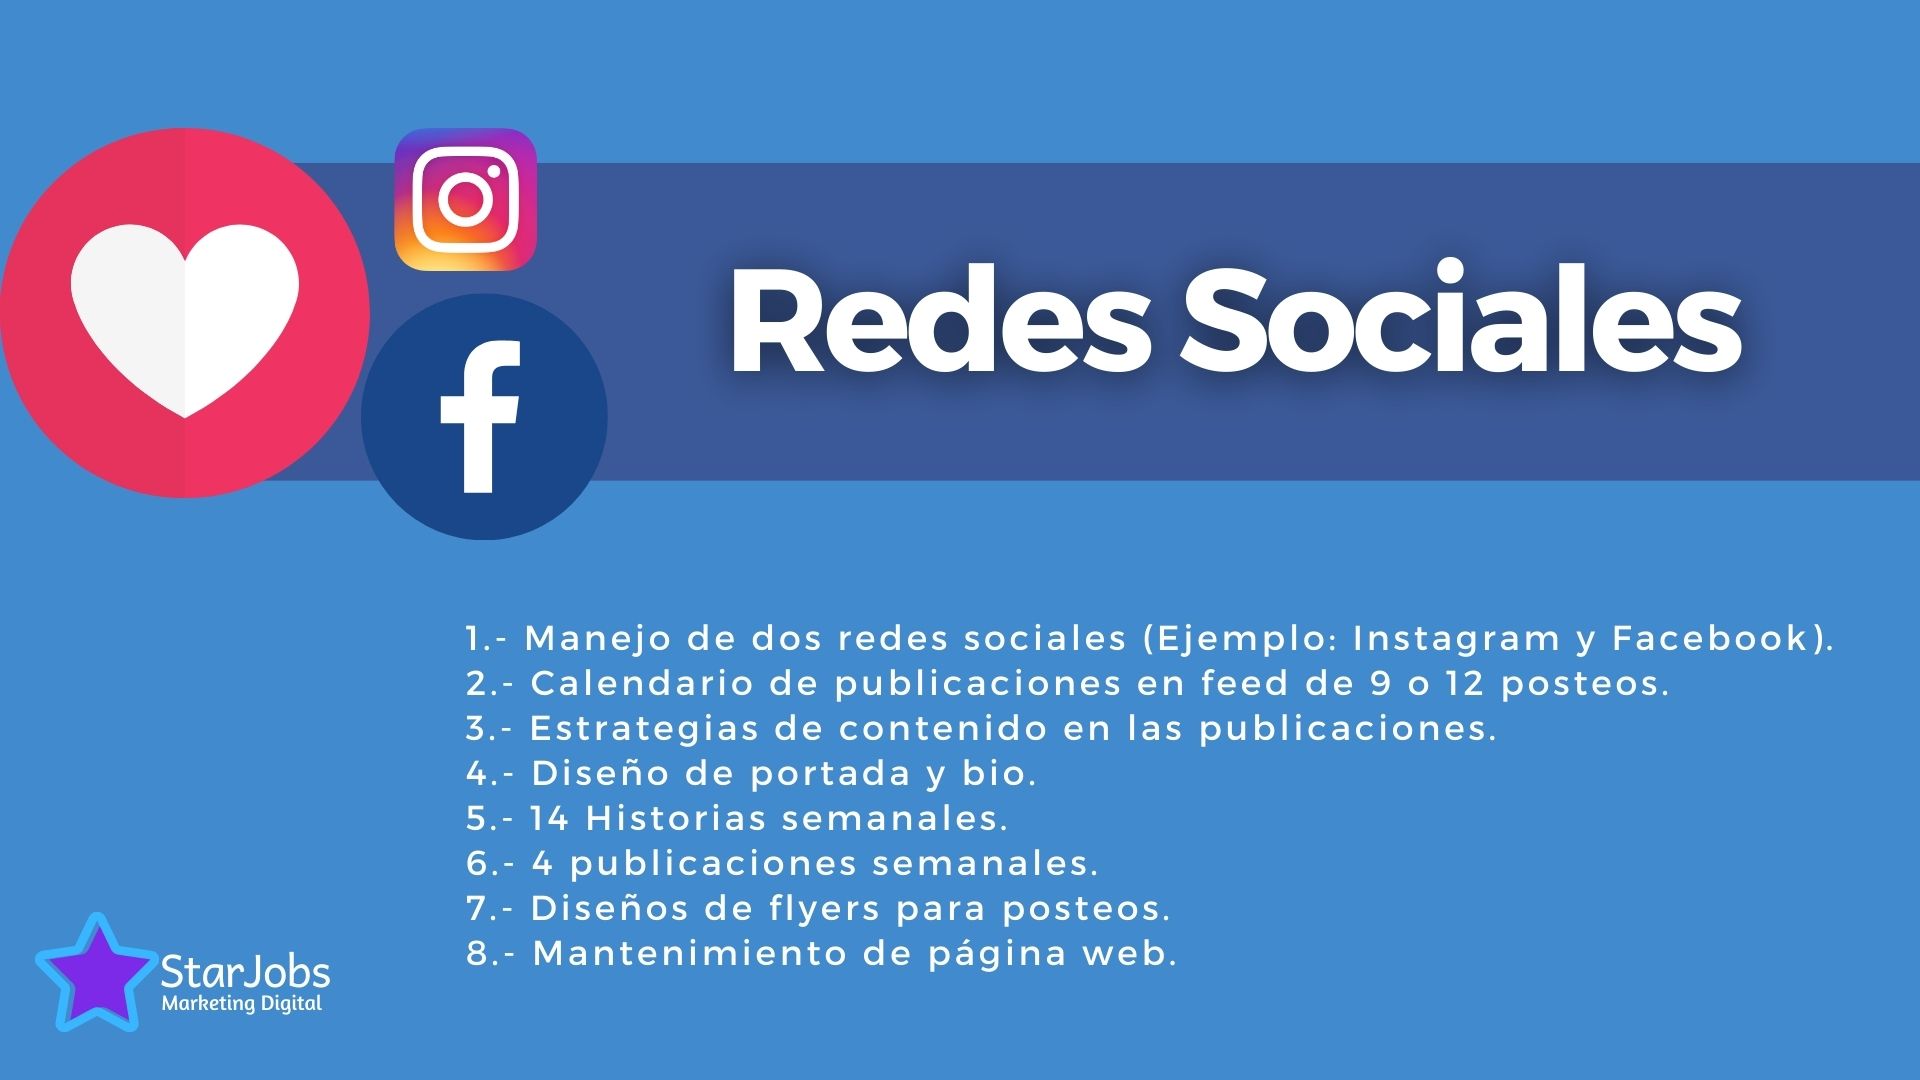 Redes Sociales
1.- Manejo de dos redes sociales (Ejemplo: Instagram y Facebook).
2.- Calendario de publicaciones en feed de 9 o 12 posteos.
3.- Estrategias de contenido en las publicaciones.
4.- Diseño de portada y bio.
5.- 14 Historias semanales.
6.- 4 publicaciones semanales.
7.- Diseños de flyers para posteos.
8.- Mantenimiento de página web.
StarJobs
Marketing Digital